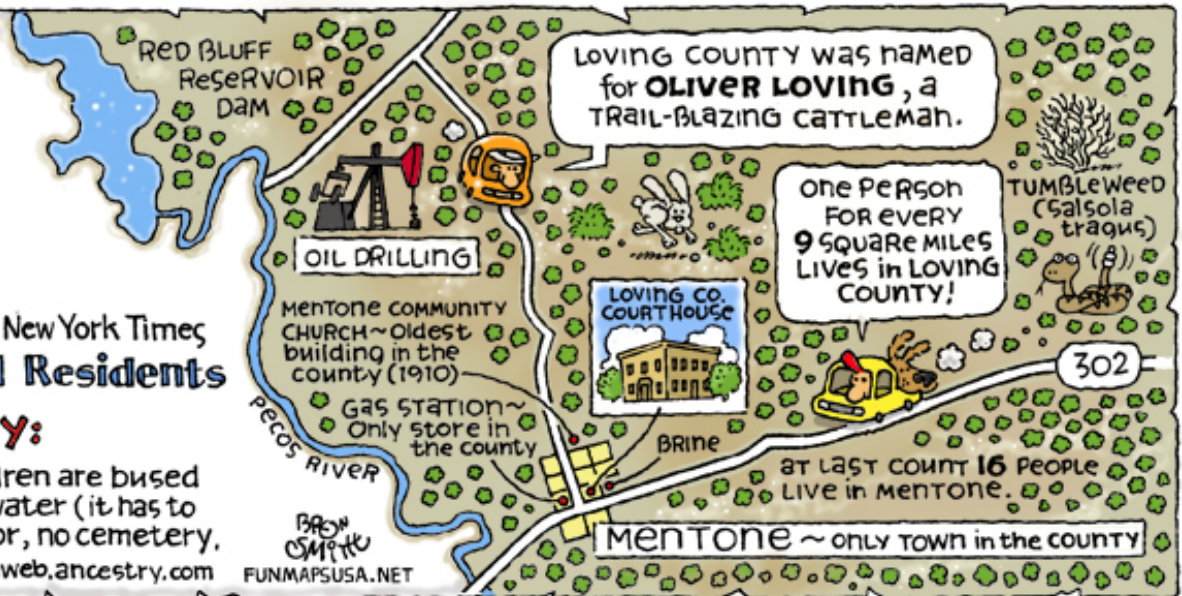 RED BLUFF
RESERVOIR
DAM
LOVING COUNTY WAS NAMED
for OLIVER LOVING, a
TRAIL-BLAZING CATTLEMAN.
ONE PERSON
FOR EVERY
9 SQUARE MILES
LIVES in LOVING
COUNTY!
TUMBLEWEED
(Salsola
tragus)
OIL DRILLING
LOVING CO.
COURTHOUSE
MENTONE COMMUNITY
CHURCH~Oldest
building in the
county (1910)
302
New York Times
Residents
y:
GAS STATION~
Only store in
the county
PECOS RIVER
BRINE
AT LAST COUNT 16 PEOPLE
LIVE in MENTONE.
dren are bused
water (it has to
or, no cemetery.
web.ancestry.com
FUNMAPSUSA.NET
MENTONE ~ ONLY TOWN in the COUNTY